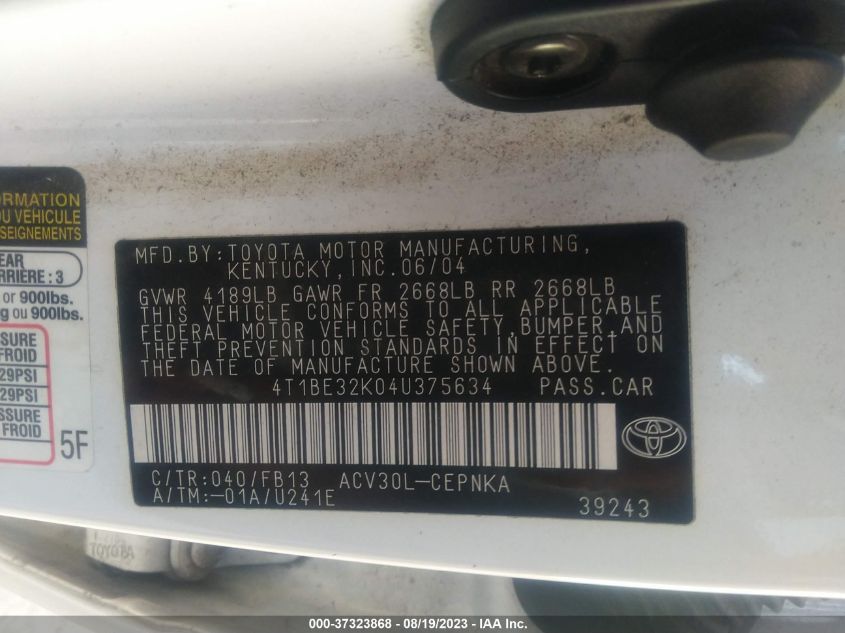 ORMATION
OU VÉHICULE
SEIGNEMENTS
EAR
RRIERE : 3
or 900lbs.
g ou 900lbs.
SSURE
FROID
29PSI
29PSI
SSURE
FROID
5F
MFD.BY:TOYOTA MOTOR MANUFACTURING,
KENTUCKY,INC.06/04
GVWR 4189LB GAWR FR 2668LB RR 2668LB
THIS VEHICLE CONFORMS TO ALL APPLICABLE
FEDERAL MOTOR VEHICLE SAFETY,BUMPER,AND
THEFT PREVENTION STANDARDS IN EFFECT ON
THE DATE OF MANUFACTURE SHOWN ABOVE.
4T1BE32K04U375634 PASS.CAR
C/TR:040/FB13 ACV30L-CEPNKA
A/TM:-01A/U241E
39243
TOYOTA
000-37323868 - 08/19/2023 - IAA Inc.